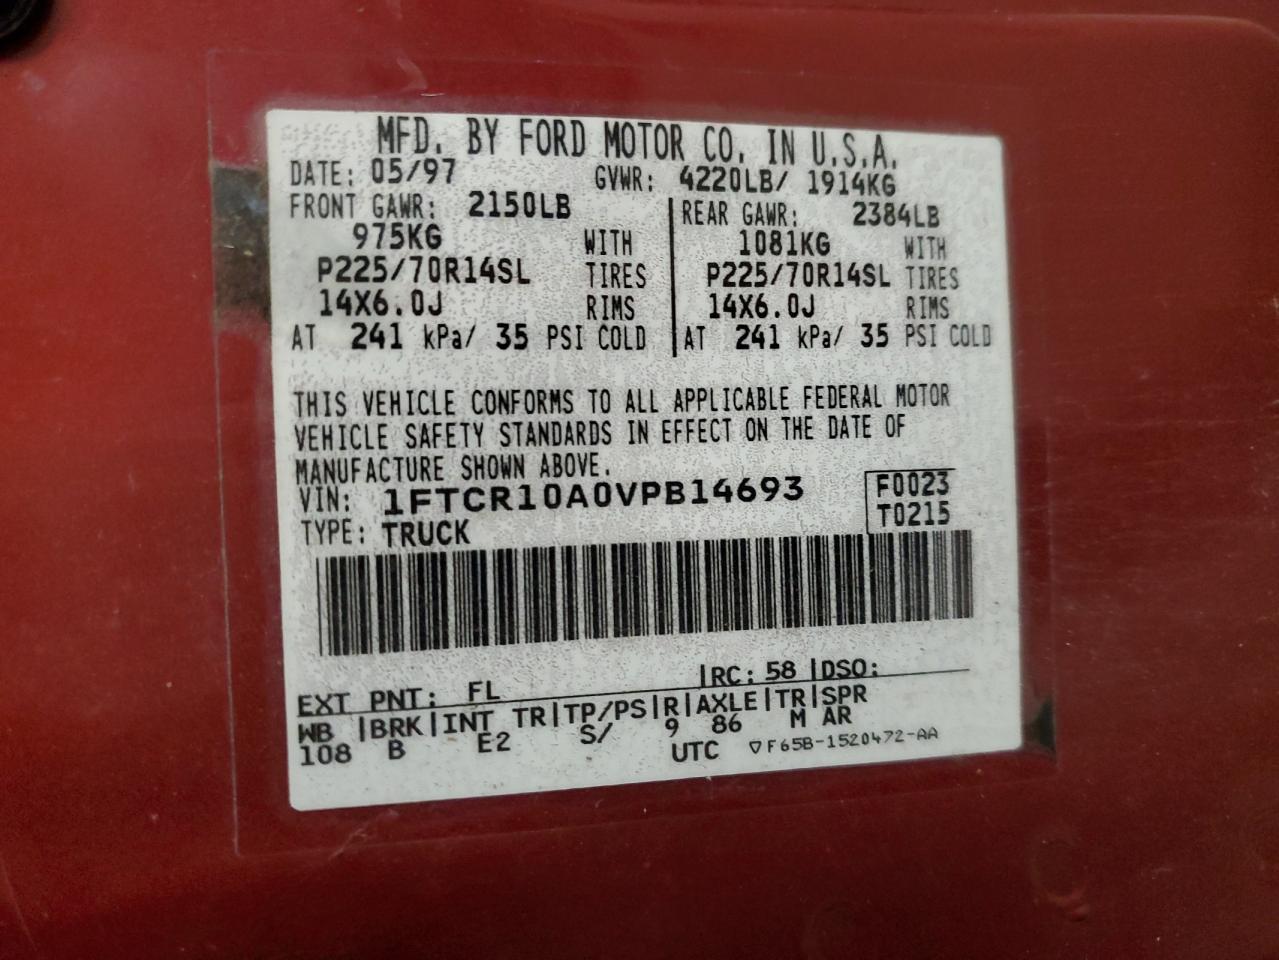 MFD. BY FORD MOTOR CO. IN U.S.A.
DATE: 05/97 GVWR: 4220LB/ 1914KG
FRONT GAWR: 2150LB REAR GAWR: 2384LB
975KG WITH 1081KG WITH
P225/70R14SL TIRES P225/70R14SL TIRES
14X6.0J RIMS 14X6.0J RIMS
AT 241 kPa/ 35 PSI COLD AT 241 kPa/ 35 PSI COLD
THIS VEHICLE CONFORMS TO ALL APPLICABLE FEDERAL MOTOR
VEHICLE SAFETY STANDARDS IN EFFECT ON THE DATE OF
MANUFACTURE SHOWN ABOVE.
VIN: 1FTCR10A0VPB14693 F0023
TYPE: TRUCK T0215
EXT PNT: FL RC: 58 DSO:
WB BRK INT TR TP/PS R AXLE TR SPR
108 B E2 S/ 9 86 M AR
UTC ▽F65B-1520472-AA